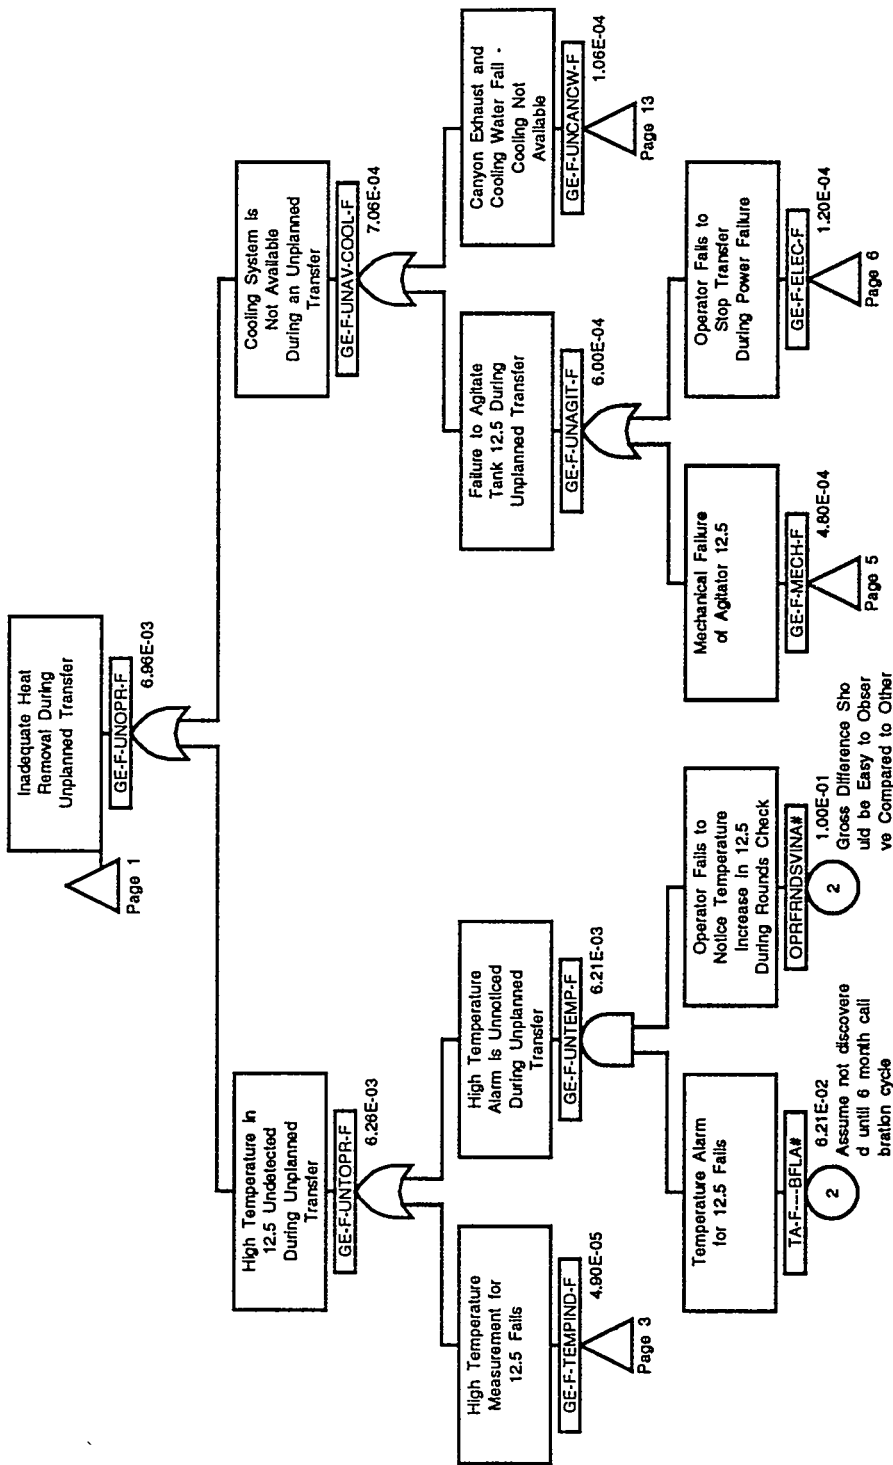 Inadequate Heat
Removal During
Unplanned Transfer
GE-F-UNOPR-F
6.96E-03
Page 1
High Temperature In
12.5 Undetected
During Unplanned
Transfer
GE-F-UNTOPR-F
6.26E-03
Cooling System Is
Not Available
During an Unplanned
Transfer
GE-F-UNAV-COOL-F
7.06E-04
High Temperature
Measurement for
12.5 Fails
GE-F-TEMPIND-F
4.90E-05
Page 3
High Temperature
Alarm Is Unnoticed
During Unplanned
Transfer
GE-F-UNTEMP-F
6.21E-03
Failure to Agitate
Tank 12.5 During
Unplanned Transfer
GE-F-UNAGIT-F
6.00E-04
Canyon Exhaust and
Cooling Water Fail -
Cooling Not
Available
GE-F-UNCANCW-F
1.06E-04
Page 13
Temperature Alarm
for 12.5 Fails
TA-F---BFLA#
6.21E-02
2
Assume not discovere
d until 6 month cali
bration cycle
Operator Fails to
Notice Temperature
Increase in 12.5
During Rounds Check
OPRFRNDSVINA#
1.00E-01
2
Gross Difference Sho
uld be Easy to Obser
ve Compared to Other
Mechanical Failure
of Agitator 12.5
GE-F-MECH-F
4.80E-04
Page 5
Operator Fails to
Stop Transfer
During Power Failure
GE-F-ELEC-F
1.20E-04
Page 6